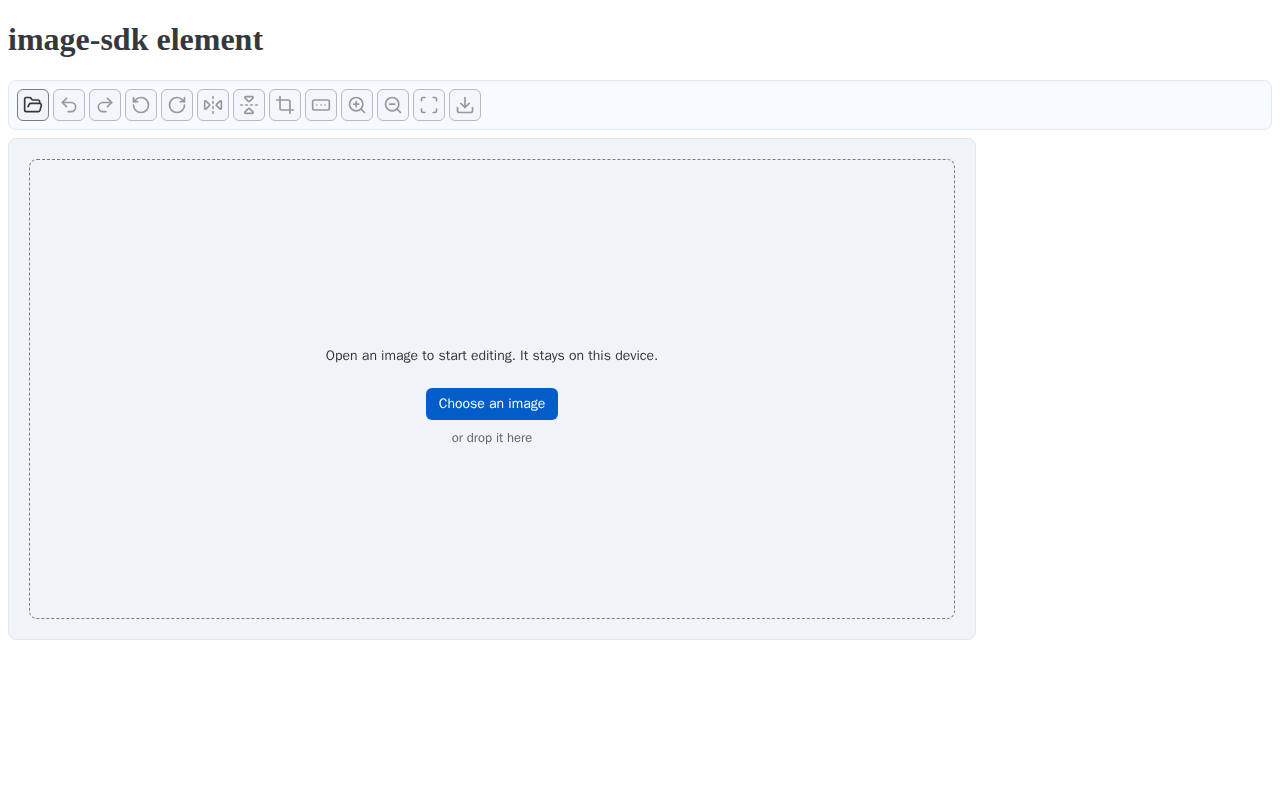 image-sdk element
Open an image to start editing. It stays on this device.
Choose an image
or drop it here